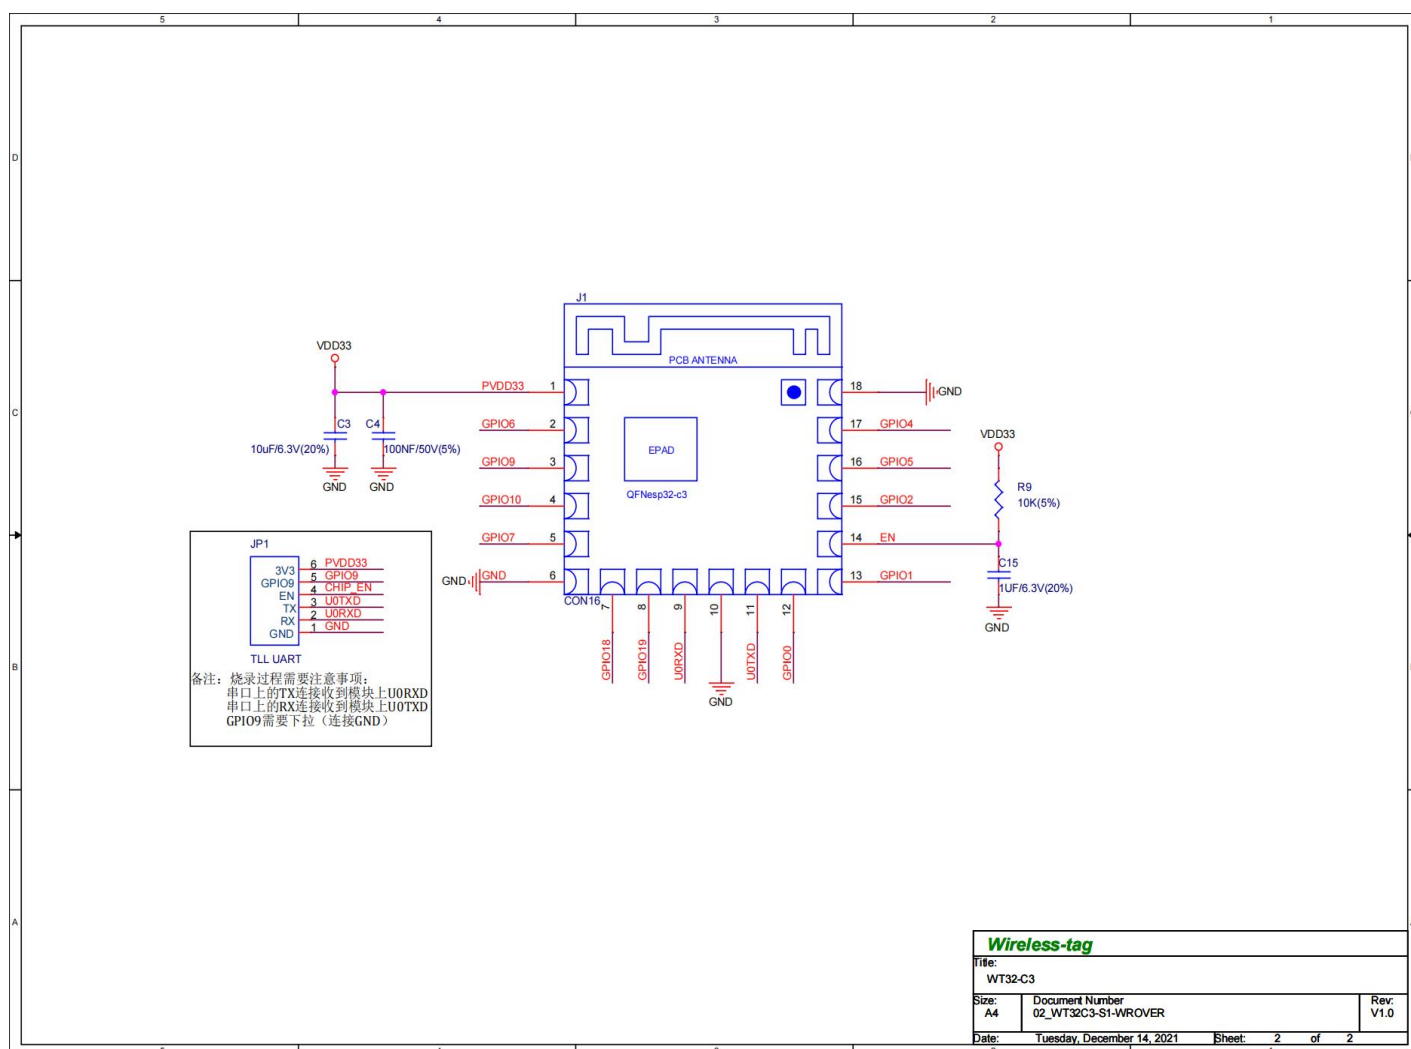 5 4 3 2 1
D
C
B
A
J1
PCB ANTENNA
VDD33
PVDD33 1
C3 C4
10uF/6.3V(20%) 100NF/50V(5%)
GND GND
GPIO6 2
GPIO9 3
GPIO10 4
GPIO7 5
GND GND 6
EPAD
QFNesp32-c3
CON16
18 GND
17 GPIO4
16 GPIO5
15 GPIO2
14 EN
13 GPIO1
VDD33
R9
10K(5%)
C15
1UF/6.3V(20%)
GND
7 8 9 10 11 12
GPIO18 GPIO19 U0RXD U0TXD GPIO0
GND
JP1
3V3 6 PVDD33
GPIO9 5 GPIO9
EN 4 CHIP_EN
TX 3 U0TXD
RX 2 U0RXD
GND 1 GND
TLL UART
备注：烧录过程需要注意事项：
串口上的TX连接收到模块上U0RXD
串口上的RX连接收到模块上U0TXD
GPIO9需要下拉（连接GND）
Wireless-tag
Title:
WT32-C3
Size: Document Number Rev:
A4 02_WT32C3-S1-WROVER V1.0
Date: Tuesday, December 14, 2021 Sheet: 2 of 2